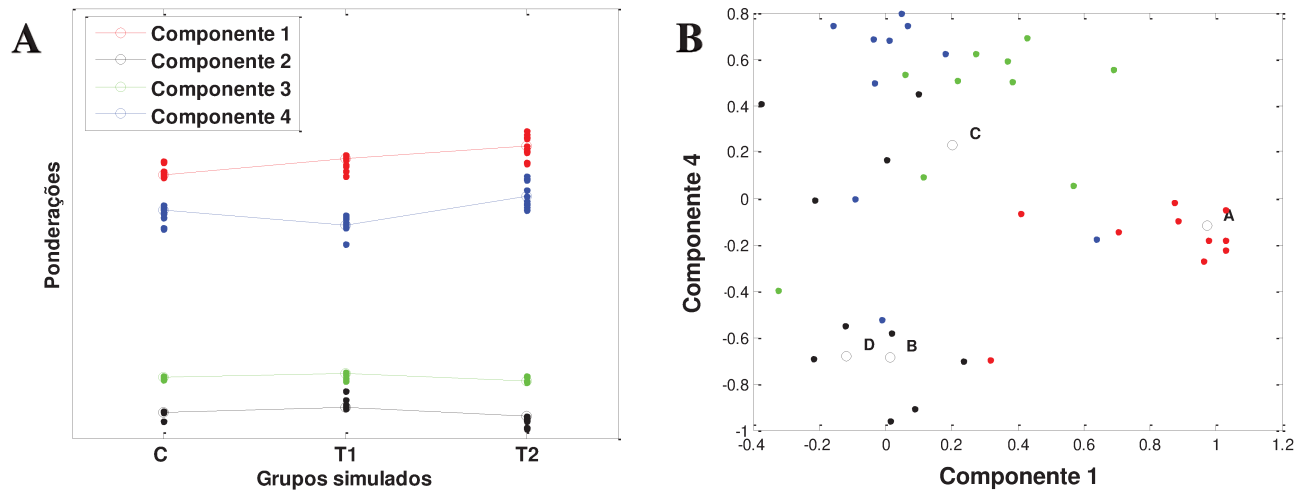 A
Componente 1
Componente 2
Componente 3
Componente 4
Ponderações
C T1 T2
Grupos simulados
B
0.8
0.6
0.4
0.2
0
-0.2
-0.4
-0.6
-0.8
-1
Componente 4
C
A
D
B
-0.4 -0.2 0 0.2 0.4 0.6 0.8 1 1.2
Componente 1